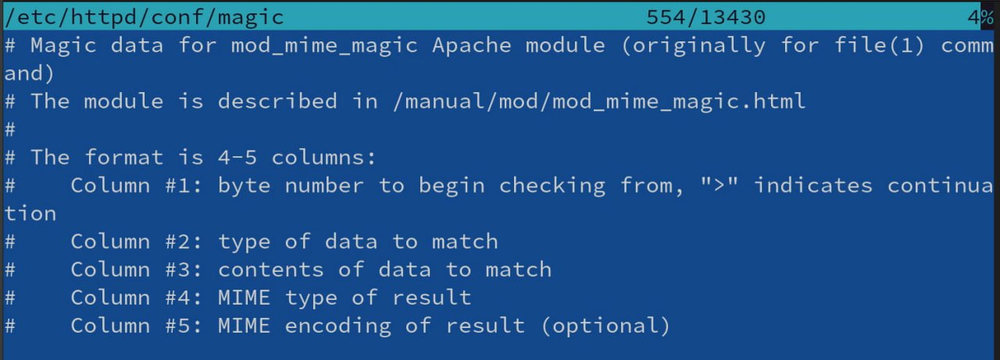 /etc/httpd/conf/magic 554/13430 4%
# Magic data for mod_mime_magic Apache module (originally for file(1) comm
and)
# The module is described in /manual/mod/mod_mime_magic.html
#
# The format is 4-5 columns:
#    Column #1: byte number to begin checking from, ">" indicates continua
tion
#    Column #2: type of data to match
#    Column #3: contents of data to match
#    Column #4: MIME type of result
#    Column #5: MIME encoding of result (optional)